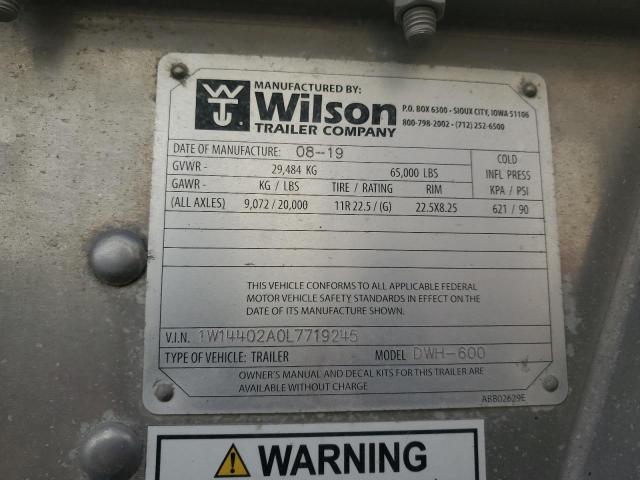 MANUFACTURED BY:
Wilson
TRAILER COMPANY
P.O. BOX 6300 - SIOUX CITY, IOWA 51106
800-798-2002 • (712) 252-6500
DATE OF MANUFACTURE: 08-19
GVWR - 29,484 KG 65,000 LBS
COLD
INFL PRESS
GAWR - KG / LBS TIRE / RATING RIM KPA / PSI
(ALL AXLES) 9,072 / 20,000 11R 22.5 / (G) 22.5X8.25 621 / 90
THIS VEHICLE CONFORMS TO ALL APPLICABLE FEDERAL
MOTOR VEHICLE SAFETY STANDARDS IN EFFECT ON THE
DATE OF ITS MANUFACTURE SHOWN.
V.I.N. 1W14402A0L7719245
TYPE OF VEHICLE: TRAILER MODEL DWH-600
OWNER'S MANUAL AND DECAL KITS FOR THIS TRAILER ARE
AVAILABLE WITHOUT CHARGE
ABB02629E
WARNING